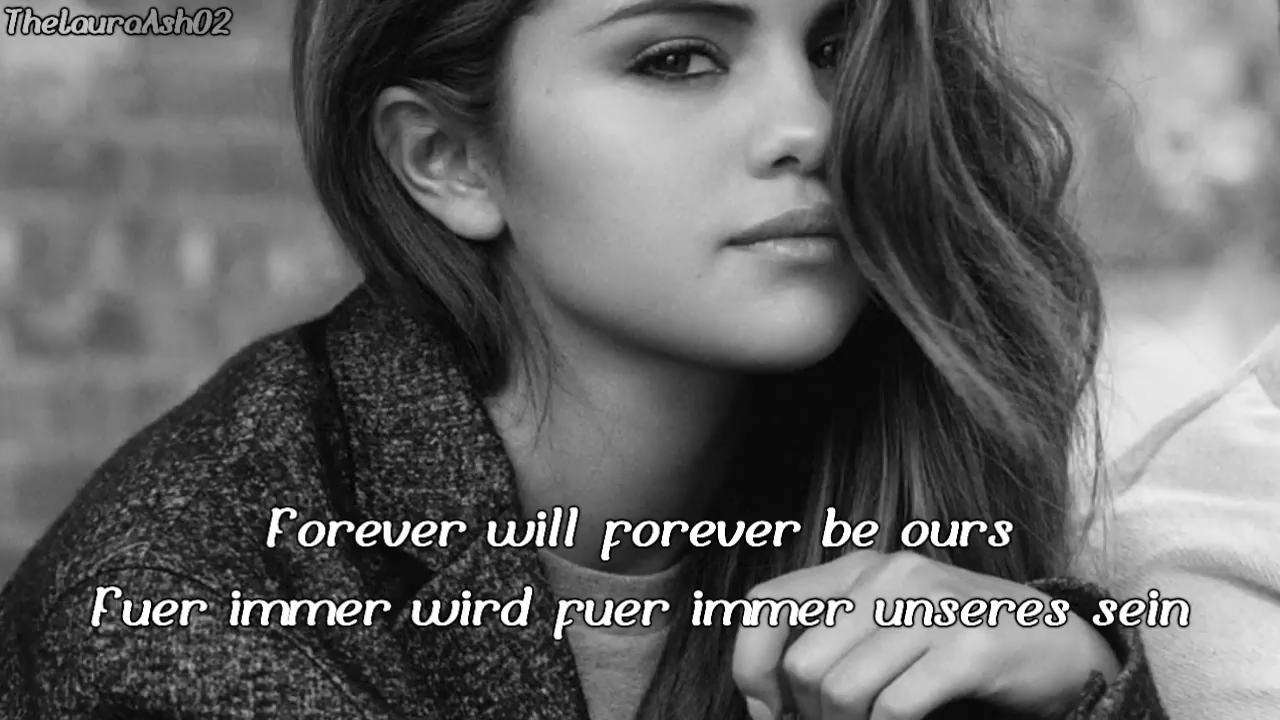 TheLauraAsh02
Forever will forever be ours
Fuer immer wird fuer immer unseres sein